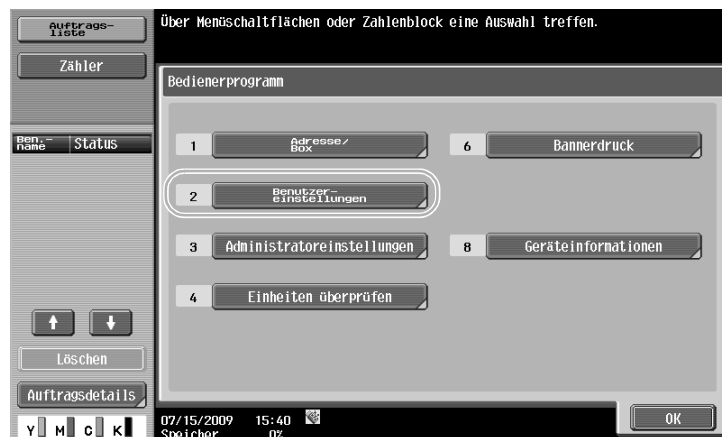 Auftrags-
liste
Zähler
Ben.-
name
Status
Löschen
Auftragsdetails
Y M C K
Über Menüschaltflächen oder Zahlenblock eine Auswahl treffen.
Bedienerprogramm
1 Adresse/
Box
2 Benutzer-
einstellungen
3 Administratoreinstellungen
4 Einheiten überprüfen
6 Bannerdruck
8 Geräteinformationen
07/15/2009 15:40
Speicher 0%
OK